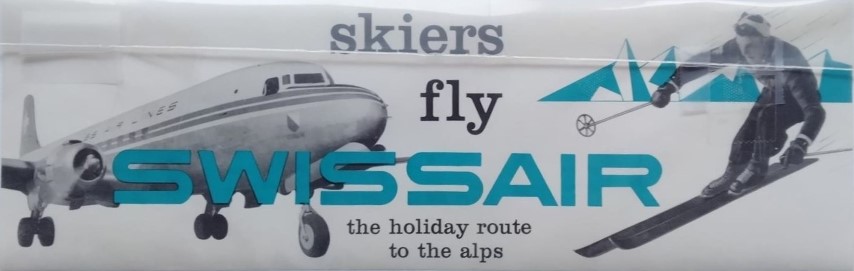 skiers
fly
SWISSAIR
the holiday route
to the alps